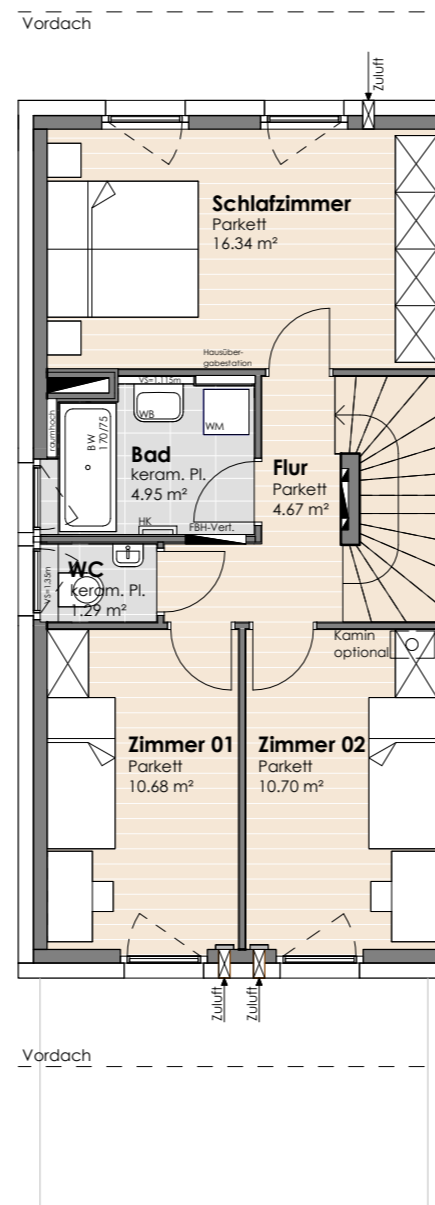 Vordach
Zuluft
Schlafzimmer
Parkett
16.34 m²
Hausüber-
gabestation
VS=1.115m
WB
WM
raumhoch
BW
170/75
Bad
keram. Pl.
4.95 m²
Flur
Parkett
4.67 m²
HK
FBH-Vert.
WC
keram. Pl.
1.29 m²
VS=1.35m
Kamin
optional
Zimmer 01
Parkett
10.68 m²
Zimmer 02
Parkett
10.70 m²
Zuluft
Zuluft
Vordach